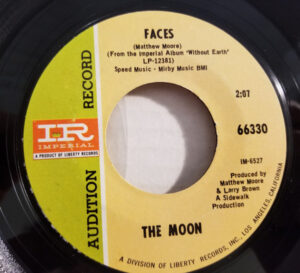 FACES
(Matthew Moore)
(From the Imperial Album "Without Earth"
LP-12381)
Speed Music - Mirby Music BMI
2:07
66330
IR
IMPERIAL
A PRODUCT OF LIBERTY RECORDS
AUDITION RECORD
IM-6527
Produced by
Matthew Moore
& Larry Brown
A Sidewalk
Production
THE MOON
A DIVISION OF LIBERTY RECORDS, INC., LOS ANGELES, CALIFORNIA